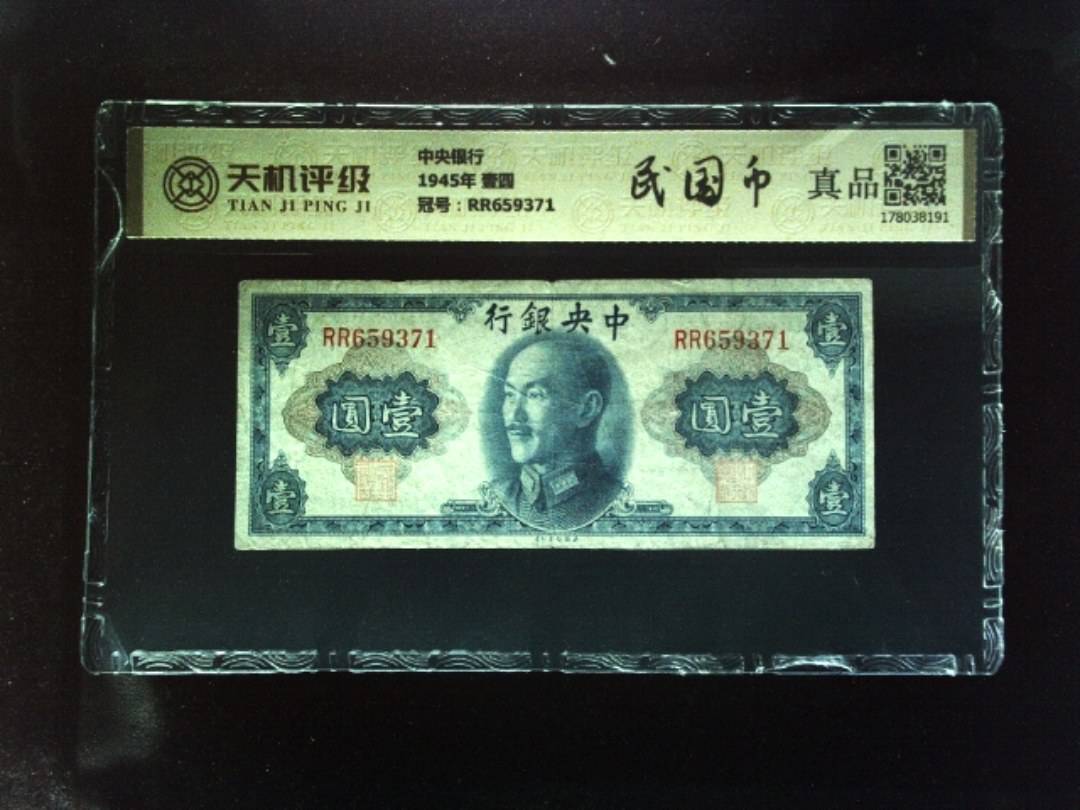 天机评级
TIAN JI PING JI
中央银行
1945年 壹圆
冠号：RR659371
民国币
真品
178038191
行銀央中
壹
壹
RR659371
RR659371
圓壹
圓壹
壹
壹